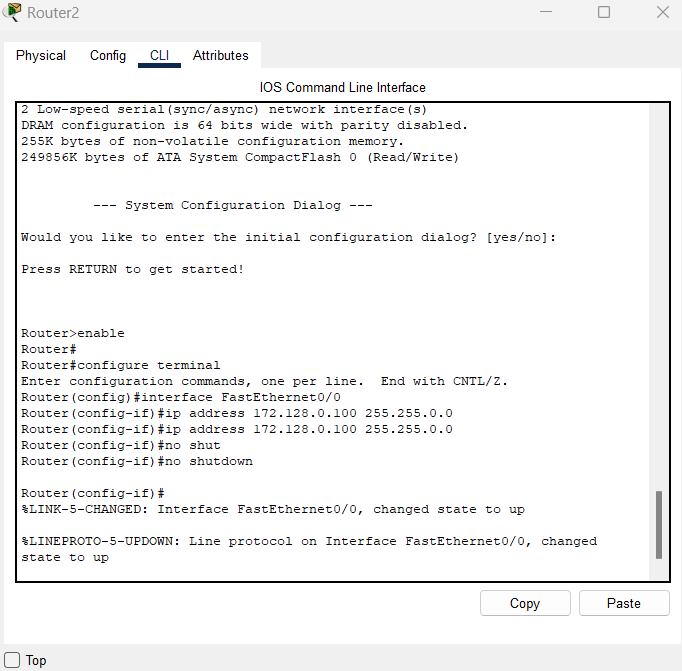 Router2
Physical Config CLI Attributes
IOS Command Line Interface
2 Low-speed serial(sync/async) network interface(s)
DRAM configuration is 64 bits wide with parity disabled.
255K bytes of non-volatile configuration memory.
249856K bytes of ATA System CompactFlash 0 (Read/Write)
--- System Configuration Dialog ---
Would you like to enter the initial configuration dialog? [yes/no]:
Press RETURN to get started!
Router>enable
Router#
Router#configure terminal
Enter configuration commands, one per line.  End with CNTL/Z.
Router(config)#interface FastEthernet0/0
Router(config-if)#ip address 172.128.0.100 255.255.0.0
Router(config-if)#ip address 172.128.0.100 255.255.0.0
Router(config-if)#no shut
Router(config-if)#no shutdown
Router(config-if)#
%LINK-5-CHANGED: Interface FastEthernet0/0, changed state to up
%LINEPROTO-5-UPDOWN: Line protocol on Interface FastEthernet0/0, changed
state to up
Copy Paste
Top